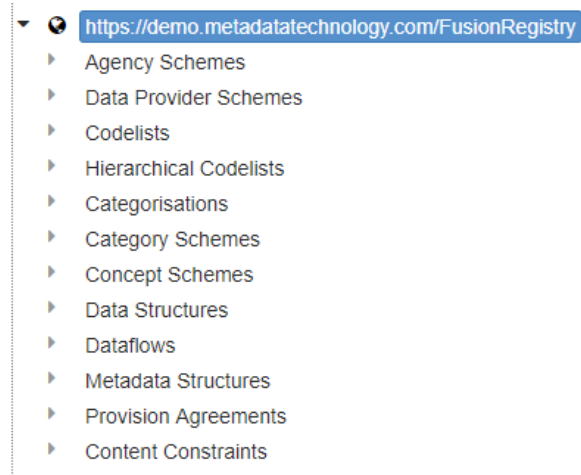 https://demo.metadatatechnology.com/FusionRegistry
Agency Schemes
Data Provider Schemes
Codelists
Hierarchical Codelists
Categorisations
Category Schemes
Concept Schemes
Data Structures
Dataflows
Metadata Structures
Provision Agreements
Content Constraints